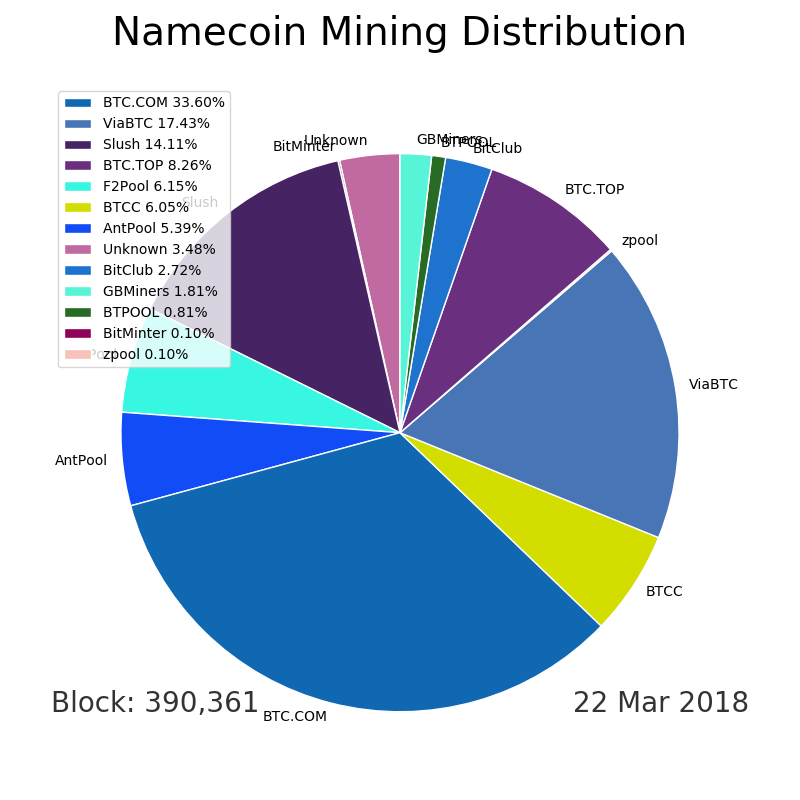 Namecoin Mining Distribution
BTC.COM 33.60%
ViaBTC 17.43%
Slush 14.11%
BTC.TOP 8.26%
F2Pool 6.15%
BTCC 6.05%
AntPool 5.39%
Unknown 3.48%
BitClub 2.72%
GBMiners 1.81%
BTPOOL 0.81%
BitMinter 0.10%
zpool 0.10%
GBMiners
BTPOOL
BitClub
BTC.TOP
zpool
ViaBTC
BTCC
BTC.COM
AntPool
Slush
BitMinter
Unknown
Block: 390,361
22 Mar 2018